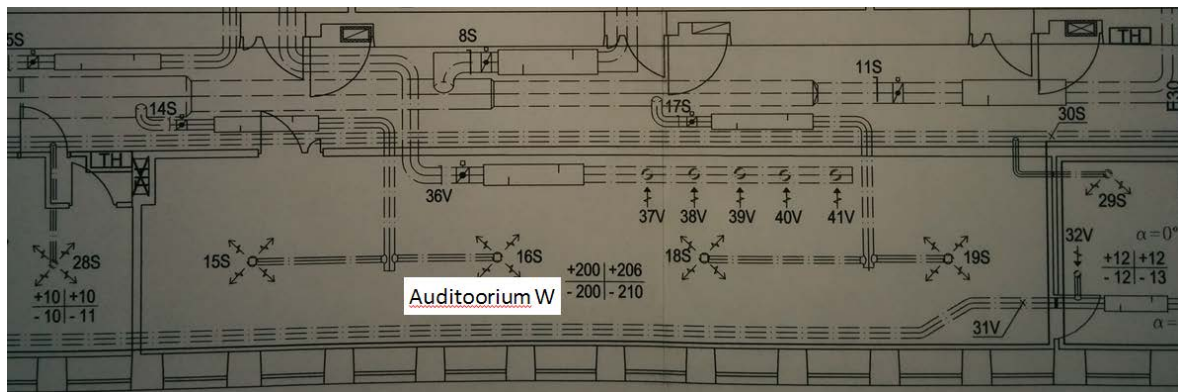 5S
8S
TH
11S
14S
17S
30S
E30
TH
36V
37V
38V
39V
40V
41V
29S
28S
15S
16S
18S
19S
32V
α=0°
+10 +10
-10 -11
+200 +206
-200 -210
+12 +12
-12 -13
Auditoorium W
31V
α=